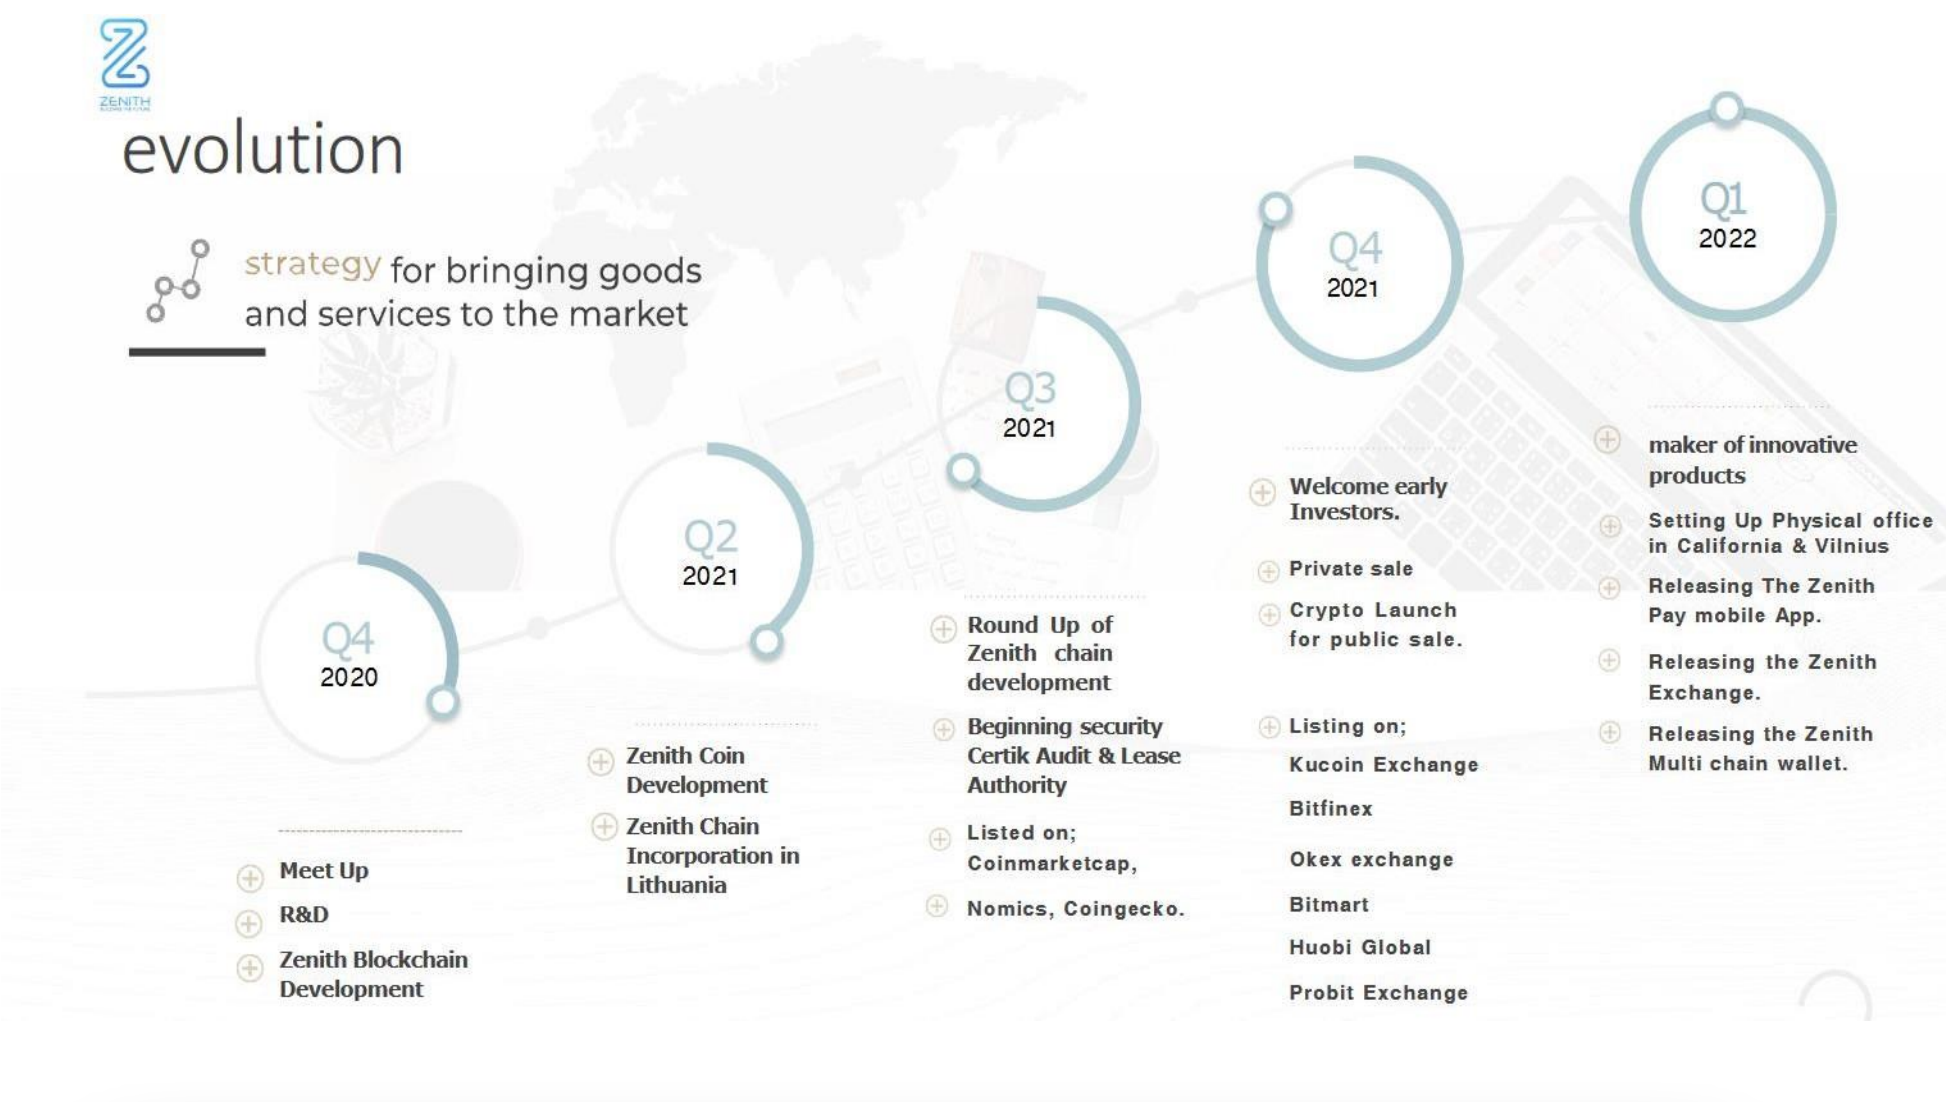 ZENITH
evolution
strategy for bringing goods
and services to the market
Q4
2020
Meet Up
R&D
Zenith Blockchain
Development
Q2
2021
Zenith Coin
Development
Zenith Chain
Incorporation in
Lithuania
Q3
2021
Round Up of
Zenith chain
development
Beginning security
Certik Audit & Lease
Authority
Listed on;
Coinmarketcap,
Nomics, Coingecko.
Q4
2021
Welcome early
Investors.
Private sale
Crypto Launch
for public sale.
Listing on;
Kucoin Exchange
Bitfinex
Okex exchange
Bitmart
Huobi Global
Probit Exchange
Q1
2022
maker of innovative
products
Setting Up Physical office
in California & Vilnius
Releasing The Zenith
Pay mobile App.
Releasing the Zenith
Exchange.
Releasing the Zenith
Multi chain wallet.